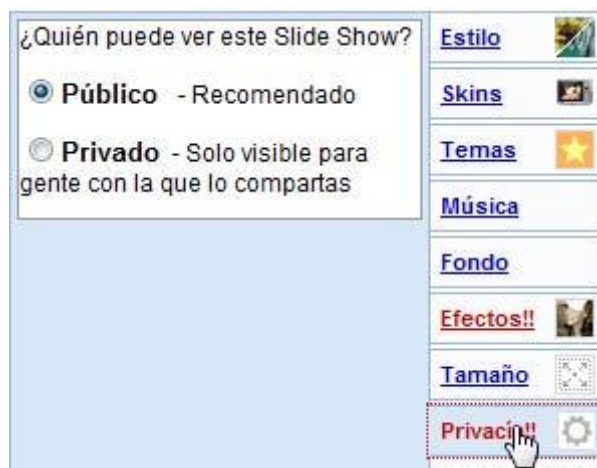 ¿Quién puede ver este Slide Show?
Público - Recomendado
Privado - Solo visible para
gente con la que lo compartas
Estilo
Skins
Temas
Música
Fondo
Efectos!!
Tamaño